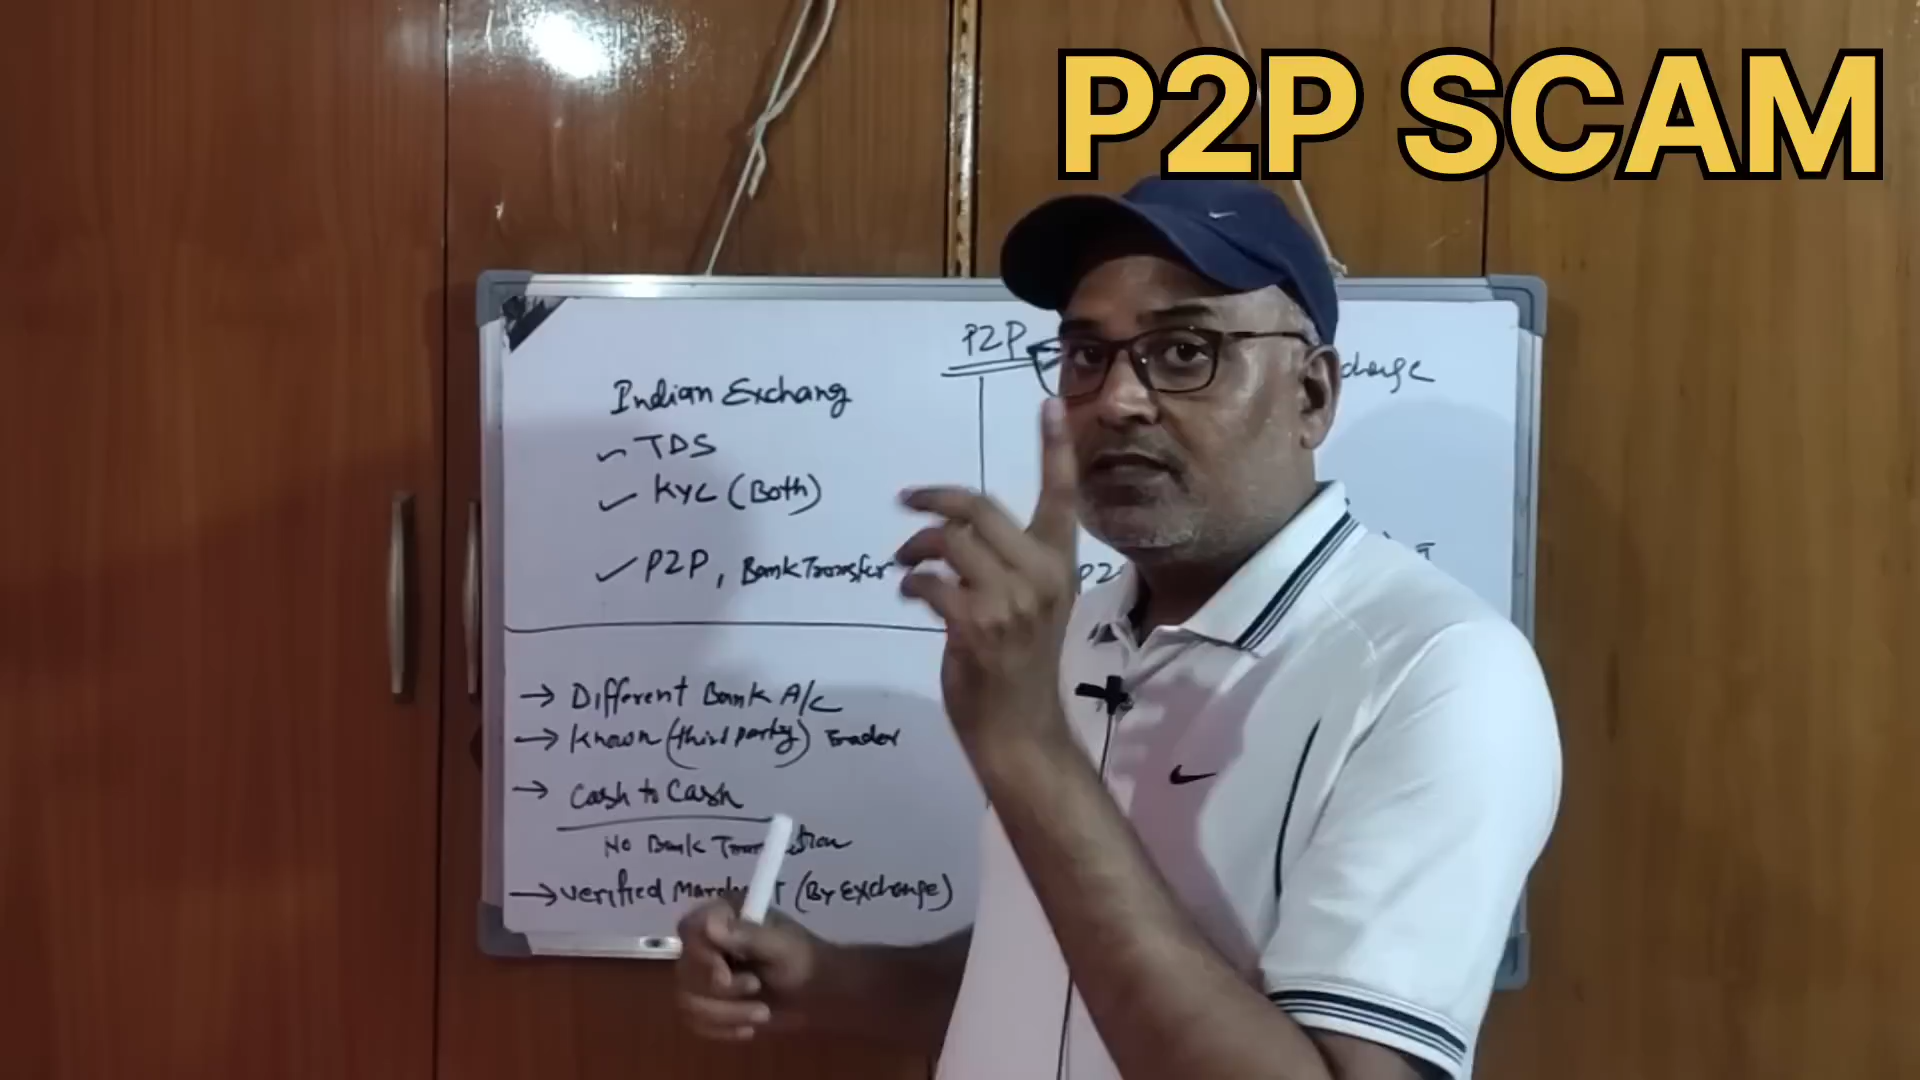 P2P SCAM
P2P
Indian Exchang
TDS
KYC (Both)
P2P, Bank Transfer
P2
→ Different Bank A/c
→ Known (third party) Trader
→ Cash to Cash
No Bank
→ Verified (By Exchange)